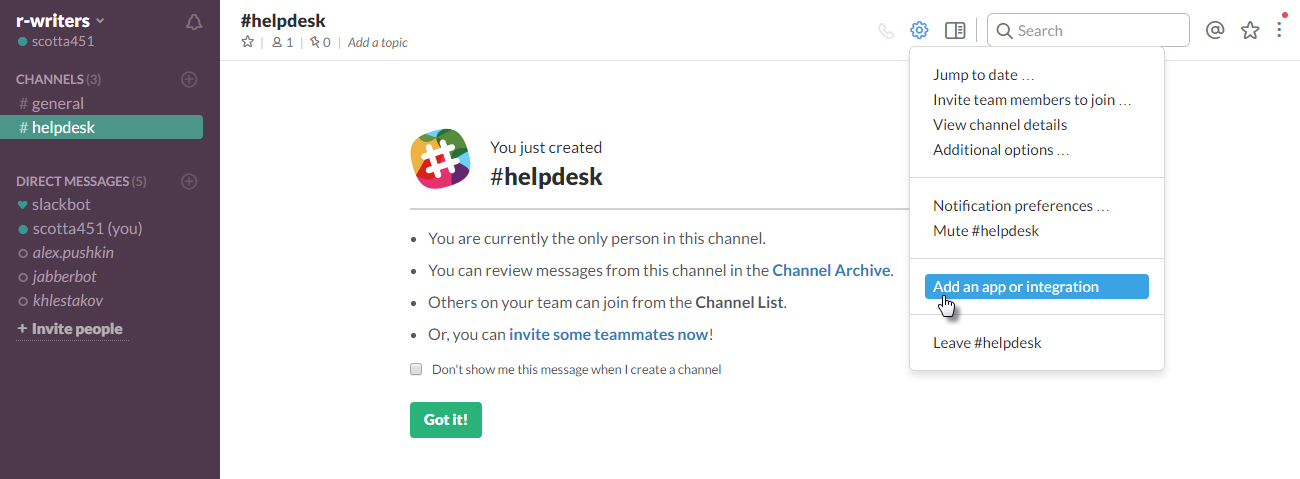 r-writers
scotta451
CHANNELS (3)
# general
# helpdesk
DIRECT MESSAGES (5)
slackbot
scotta451 (you)
alex.pushkin
jabberbot
khlestakov
+ Invite people
#helpdesk
1 | 0 | Add a topic
Search
You just created
#helpdesk
You are currently the only person in this channel.
You can review messages from this channel in the Channel Archive.
Others on your team can join from the Channel List.
Or, you can invite some teammates now!
Don't show me this message when I create a channel
Got it!
Jump to date …
Invite team members to join …
View channel details
Additional options …
Notification preferences …
Mute #helpdesk
Add an app or integration
Leave #helpdesk